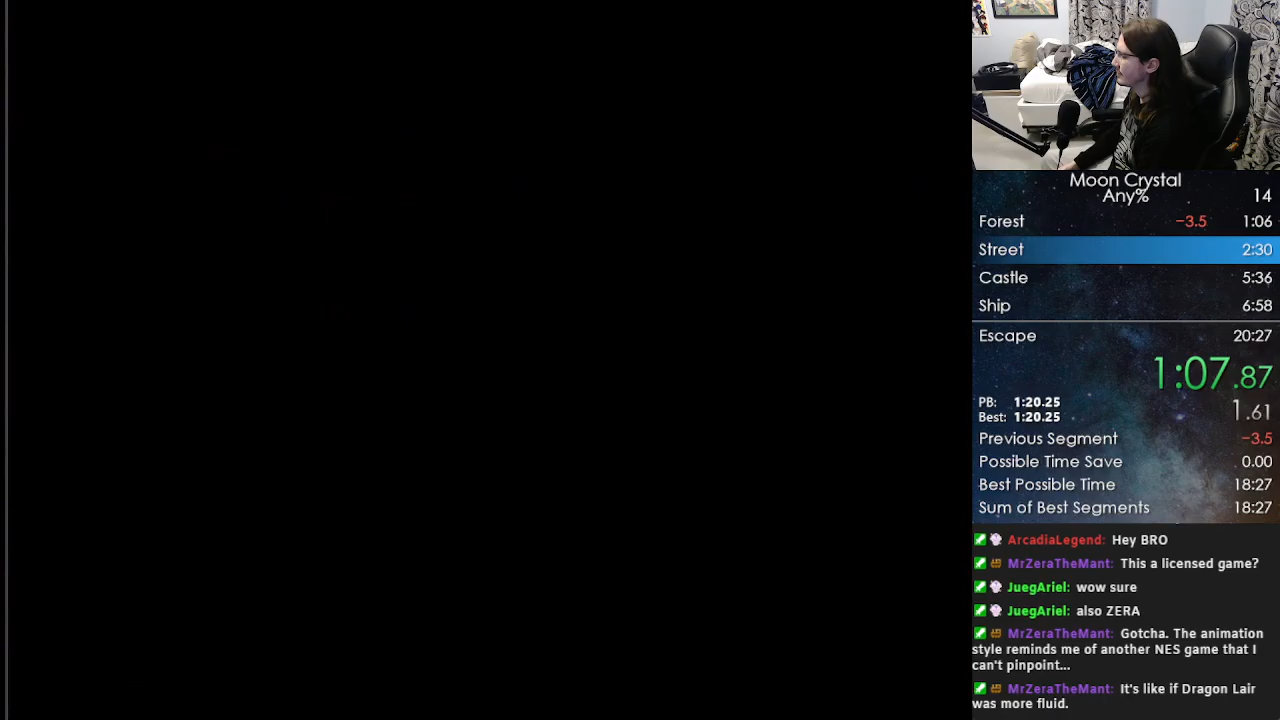 Moon Crystal
Any% 14
Forest −3.5 1:06
Street 2:30
Castle 5:36
Ship 6:58
Escape 20:27
1:07.87
PB: 1:20.25
Best: 1:20.25 1.61
Previous Segment −3.5
Possible Time Save 0.00
Best Possible Time 18:27
Sum of Best Segments 18:27
ArcadiaLegend: Hey BRO
MrZeraTheMant: This a licensed game?
JuegAriel: wow sure
JuegAriel: also ZERA
MrZeraTheMant: Gotcha. The animation
style reminds me of another NES game that I
can't pinpoint...
MrZeraTheMant: It's like if Dragon Lair
was more fluid.